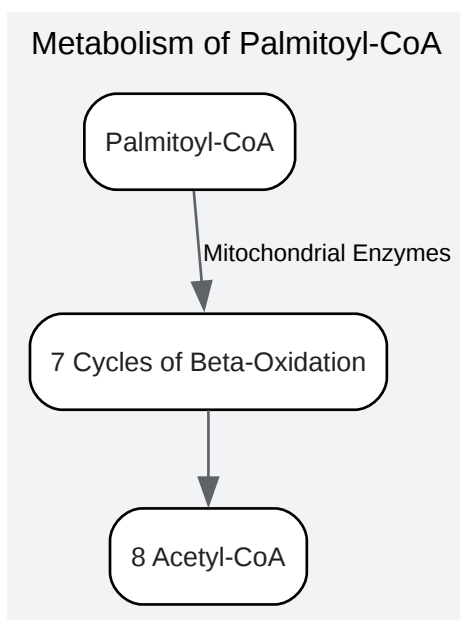 Metabolism of Palmitoyl-CoA
Palmitoyl-CoA
Mitochondrial Enzymes
7 Cycles of Beta-Oxidation
8 Acetyl-CoA